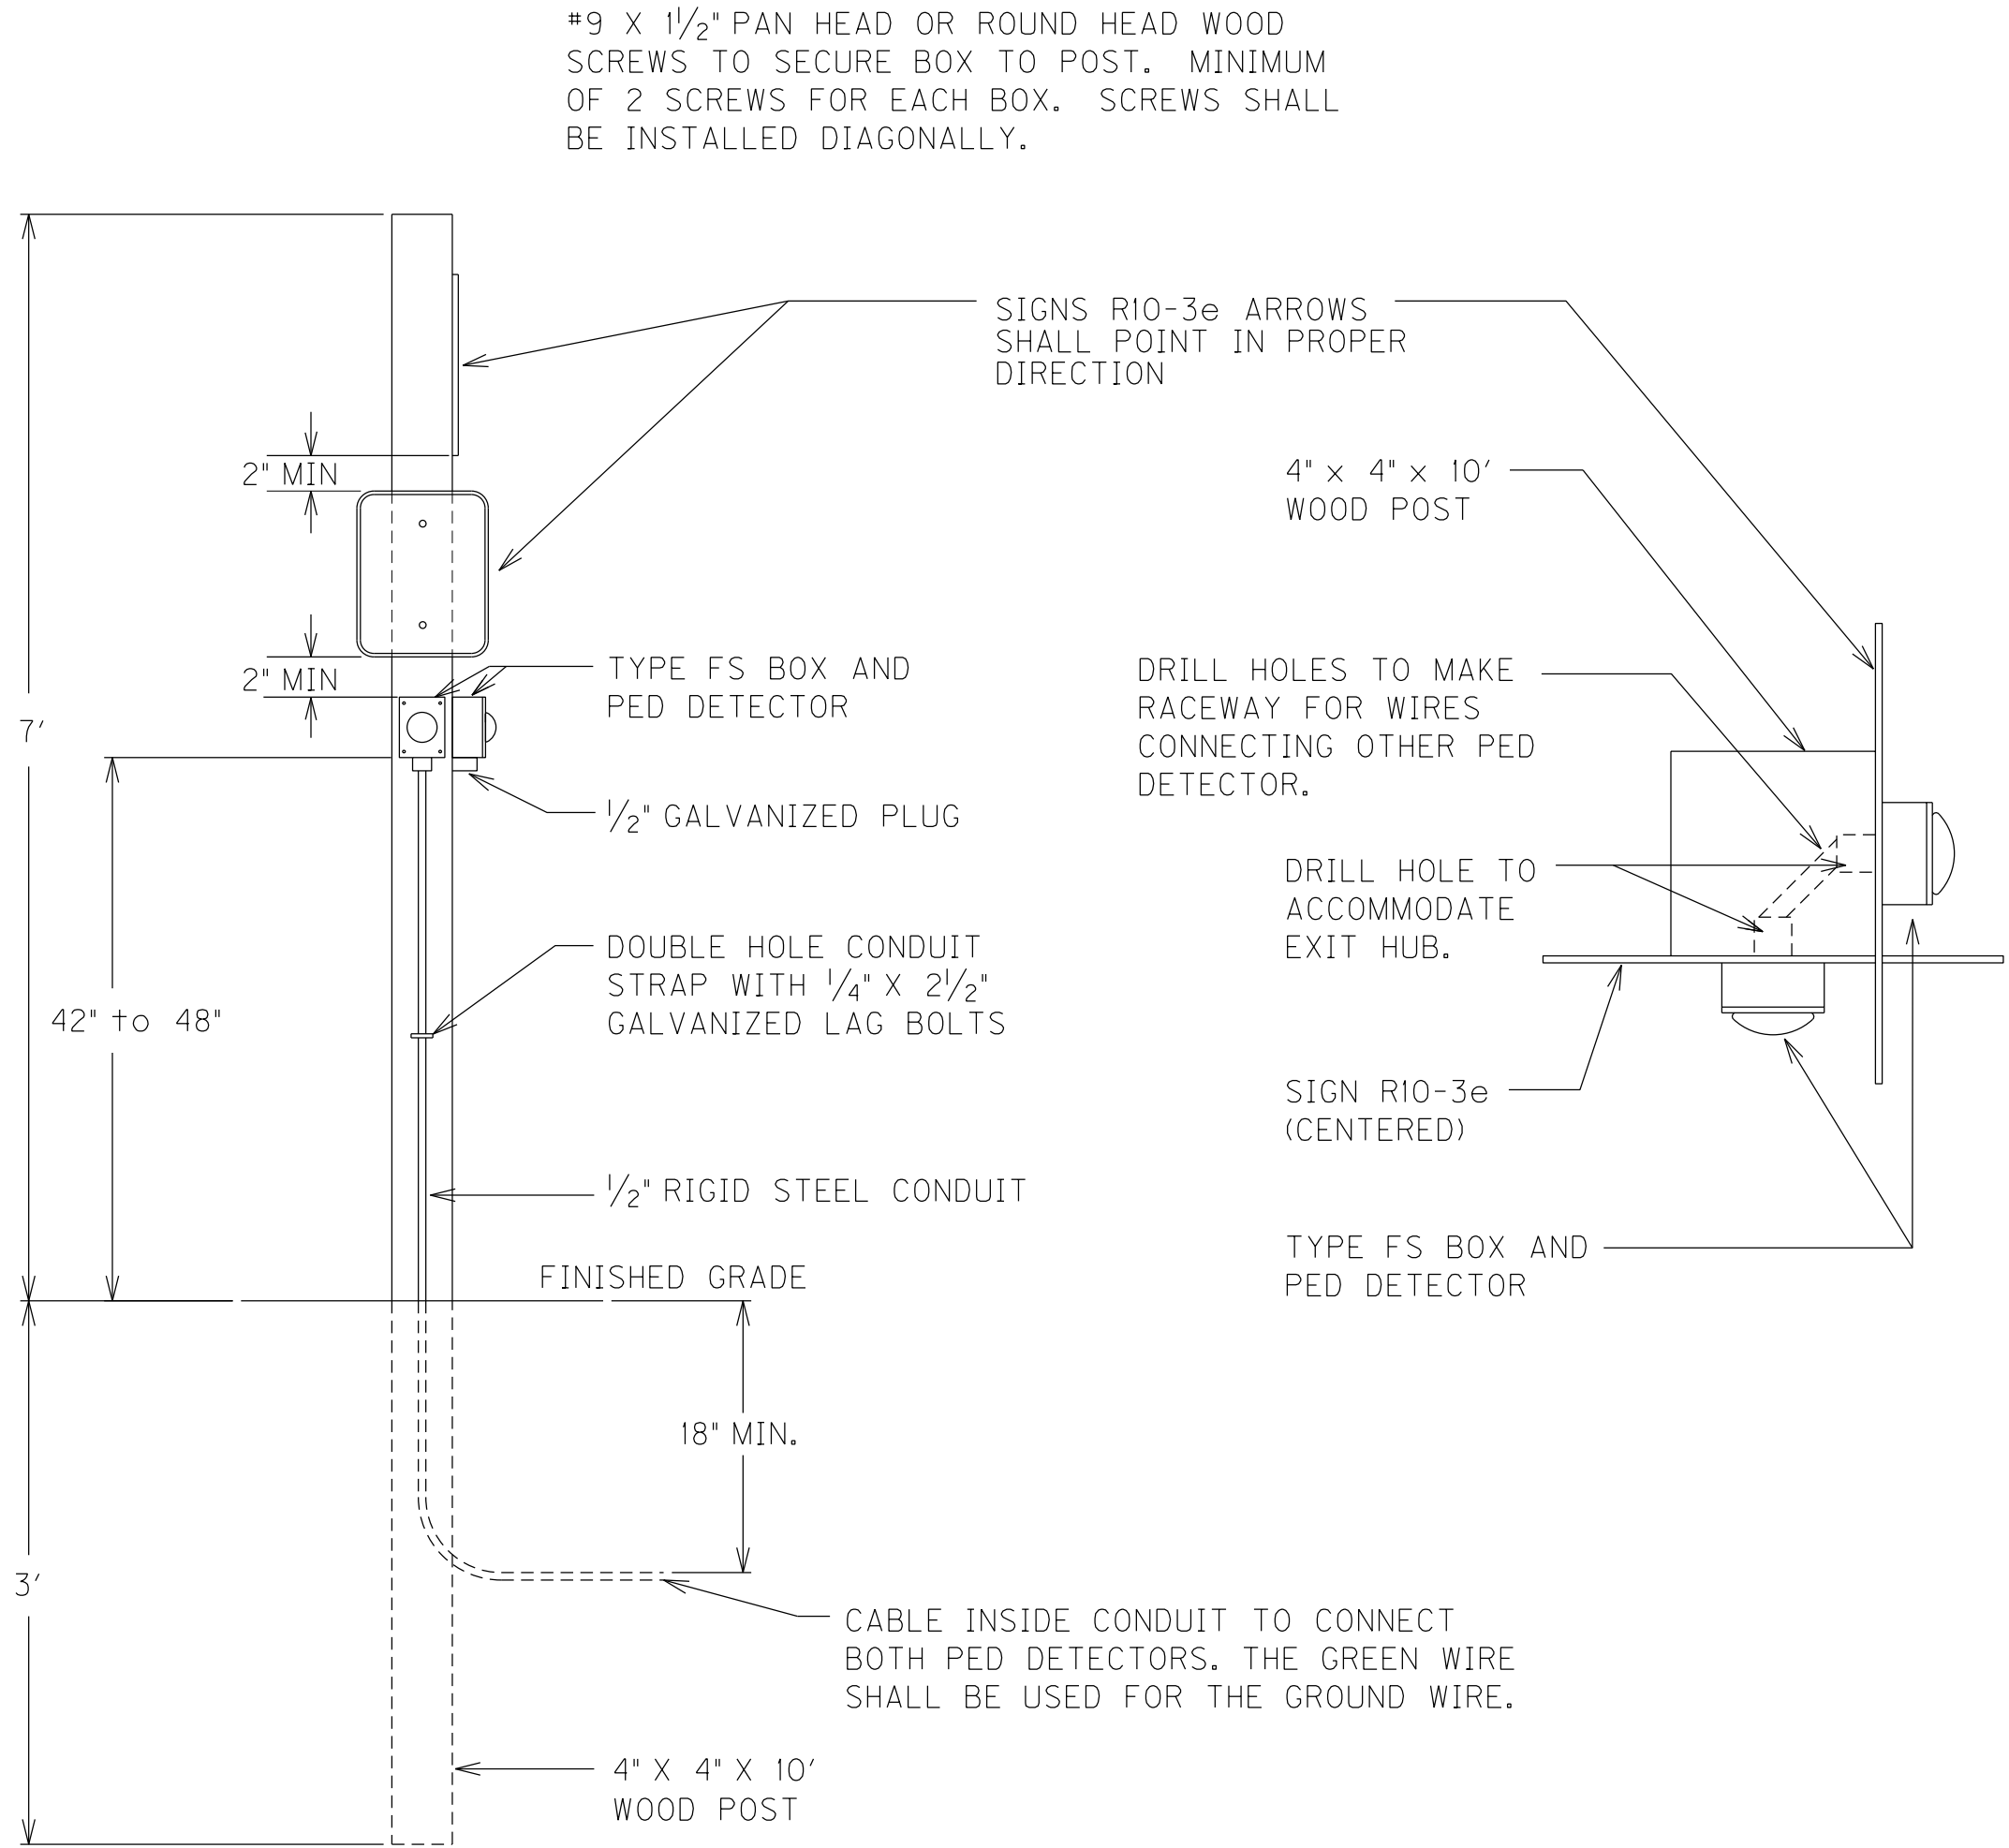 #9 X 1 1/2" PAN HEAD OR ROUND HEAD WOOD
SCREWS TO SECURE BOX TO POST. MINIMUM
OF 2 SCREWS FOR EACH BOX. SCREWS SHALL
BE INSTALLED DIAGONALLY.
SIGNS R10-3e ARROWS
SHALL POINT IN PROPER
DIRECTION
2" MIN
4" x 4" x 10'
WOOD POST
2" MIN
TYPE FS BOX AND
PED DETECTOR
DRILL HOLES TO MAKE
RACEWAY FOR WIRES
CONNECTING OTHER PED
DETECTOR.
7'
1/2" GALVANIZED PLUG
DRILL HOLE TO
ACCOMMODATE
EXIT HUB.
DOUBLE HOLE CONDUIT
STRAP WITH 1/4" X 2 1/2"
GALVANIZED LAG BOLTS
42" to 48"
SIGN R10-3e
(CENTERED)
1/2" RIGID STEEL CONDUIT
TYPE FS BOX AND
PED DETECTOR
FINISHED GRADE
18" MIN.
3'
CABLE INSIDE CONDUIT TO CONNECT
BOTH PED DETECTORS. THE GREEN WIRE
SHALL BE USED FOR THE GROUND WIRE.
4" X 4" X 10'
WOOD POST